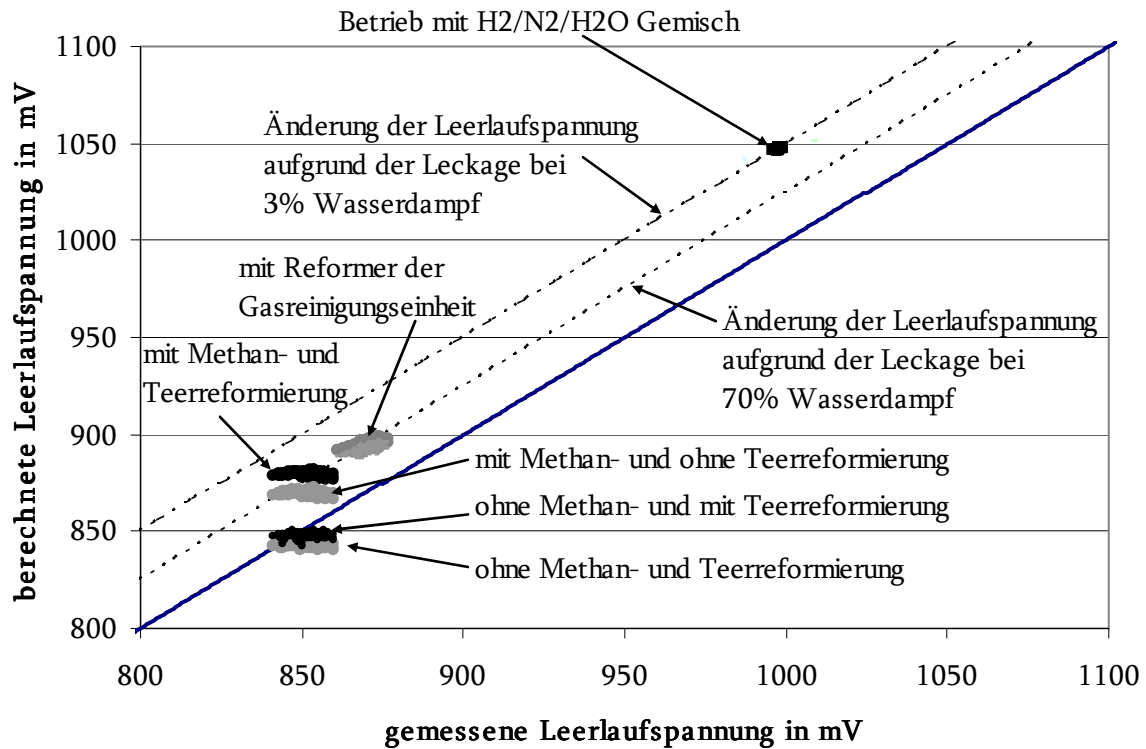 Betrieb mit H2/N2/H2O Gemisch
1100
Änderung der Leerlaufspannung
aufgrund der Leckage bei
3% Wasserdampf
1050
1000
mit Reformer der
Gasreinigungseinheit
950
Änderung der Leerlaufspannung
aufgrund der Leckage bei
70% Wasserdampf
mit Methan- und
Teerreformierung
900
mit Methan- und ohne Teerreformierung
ohne Methan- und mit Teerreformierung
850
ohne Methan- und Teerreformierung
800
berechnete Leerlaufspannung in mV
800 850 900 950 1000 1050 1100
gemessene Leerlaufspannung in mV